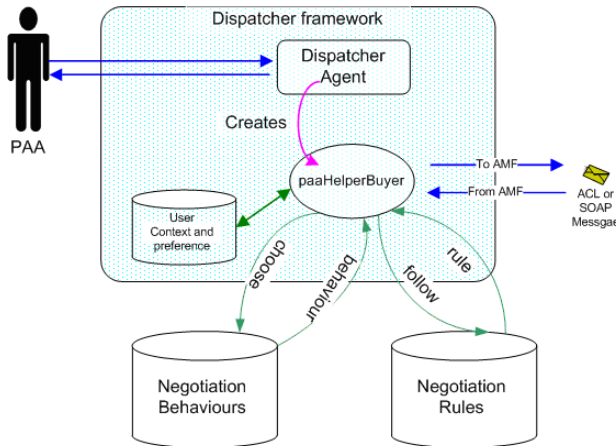 Dispatcher framework
Dispatcher
Agent
PAA
Creates
paaHelperBuyer
To AMF
From AMF
ACL or
SOAP
Messgae
User
Context and
preference
choose
behaviour
follow
rule
Negotiation
Behaviours
Negotiation
Rules